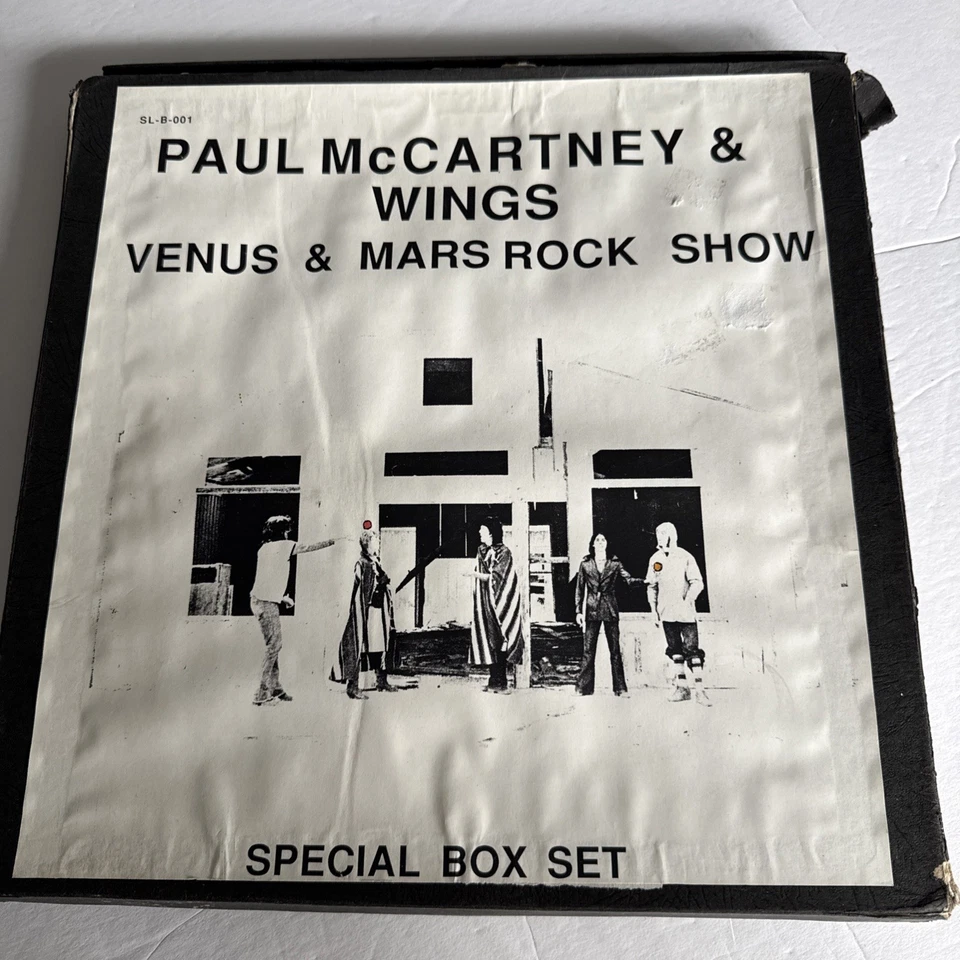 SL-B-001
PAUL McCARTNEY &
WINGS
VENUS & MARS ROCK SHOW
SPECIAL BOX SET